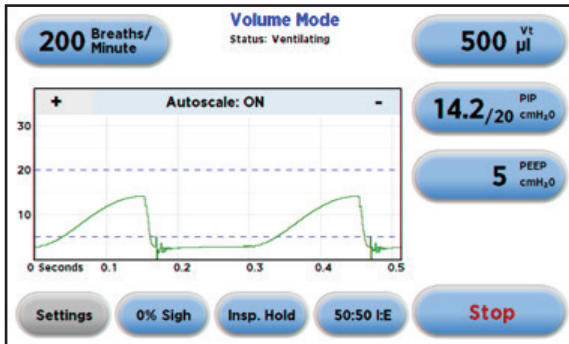 Volume Mode
Status: Ventilating
200 Breaths/
Minute
500 Vt
µl
14.2/20 PIP
cmH₂O
5 PEEP
cmH₂O
+ Autoscale: ON -
30
20
10
0 Seconds 0.1 0.2 0.3 0.4 0.5
Settings
0% Sigh
Insp. Hold
50:50 I:E
Stop